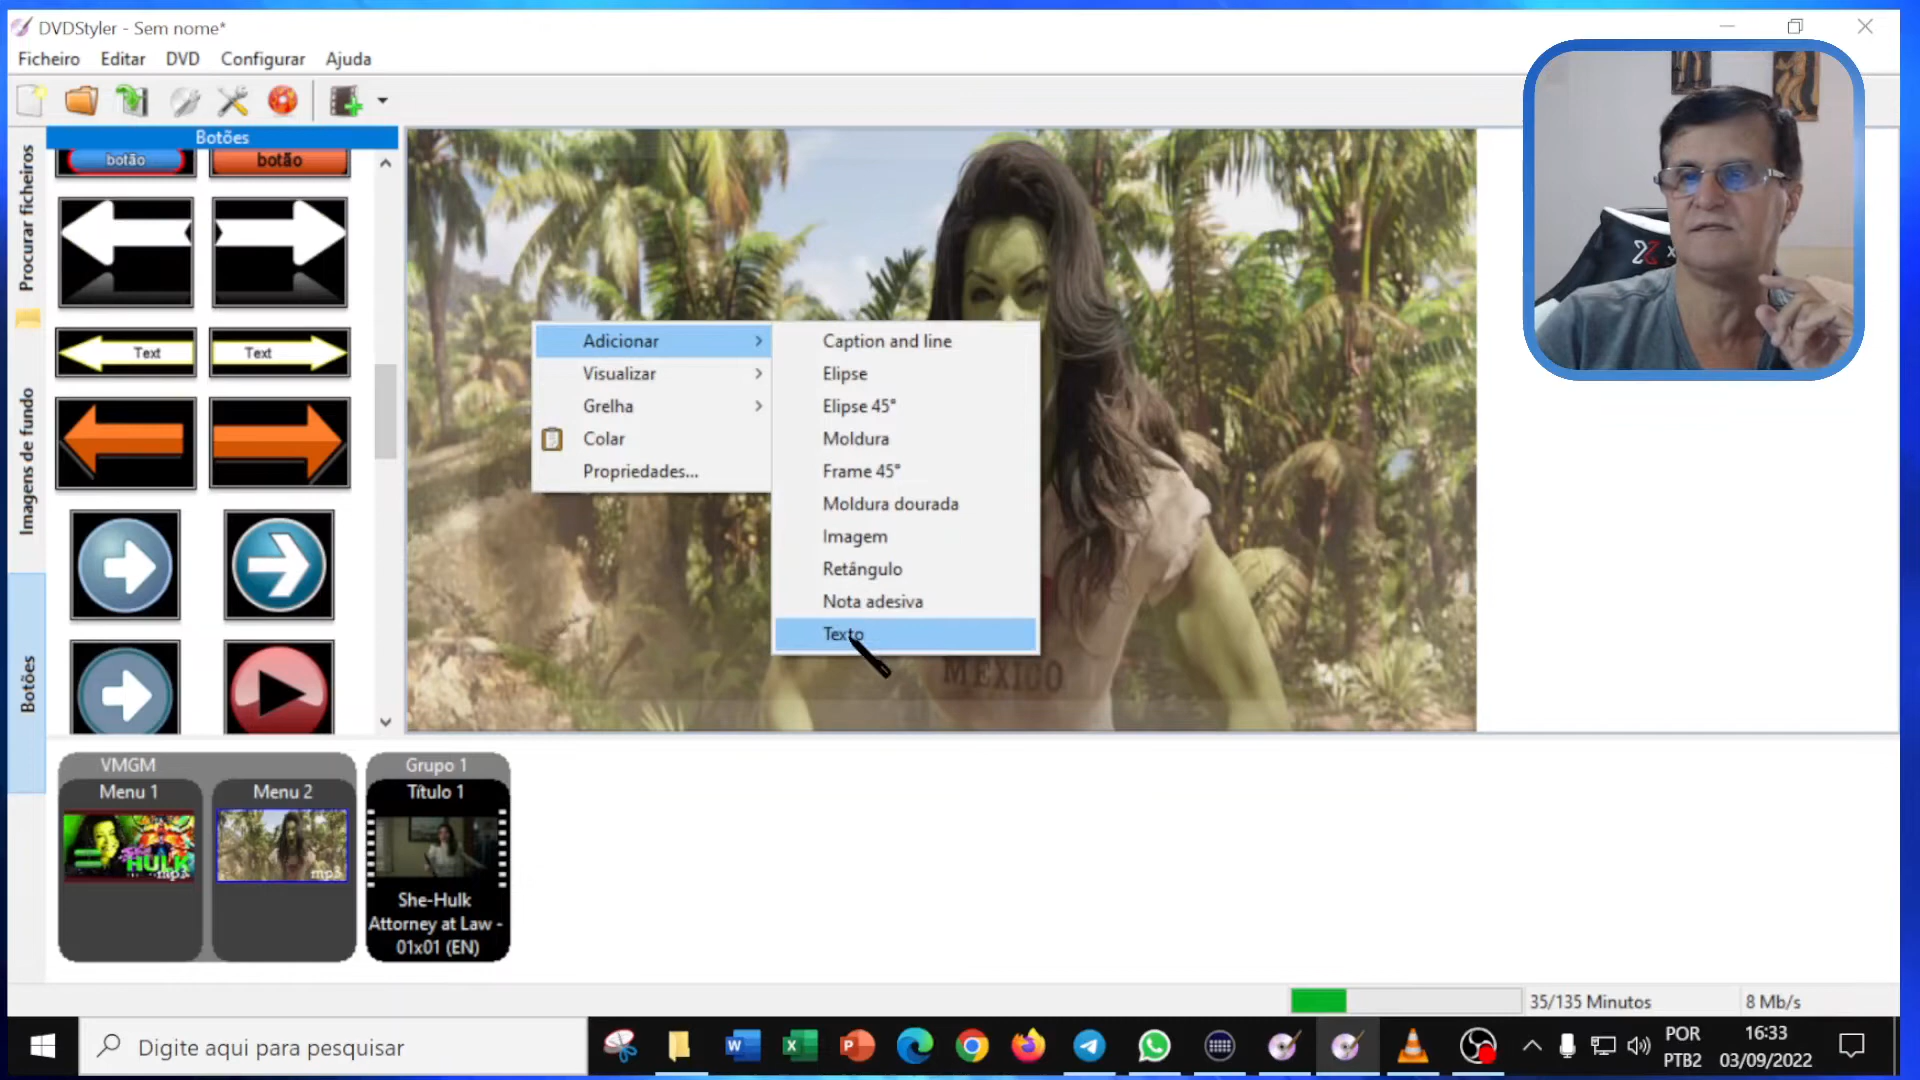 DVDStyler - Sem nome*
Ficheiro Editar DVD Configurar Ajuda
Procurar ficheiros
Imagens de fundo
Botões
Botões
botão botão
Text Text
Adicionar
Visualizar
Grelha
Colar
Propriedades...
Caption and line
Elipse
Elipse 45°
Moldura
Frame 45°
Moldura dourada
Imagem
Retângulo
Nota adesiva
Texto
MEXICO
VMGM
Menu 1 Menu 2
HULK
mp3 mp3
Grupo 1
Título 1
She-Hulk
Attorney at Law -
01x01 (EN)
35/135 Minutos 8 Mb/s
Digite aqui para pesquisar
POR
PTB2
16:33
03/09/2022